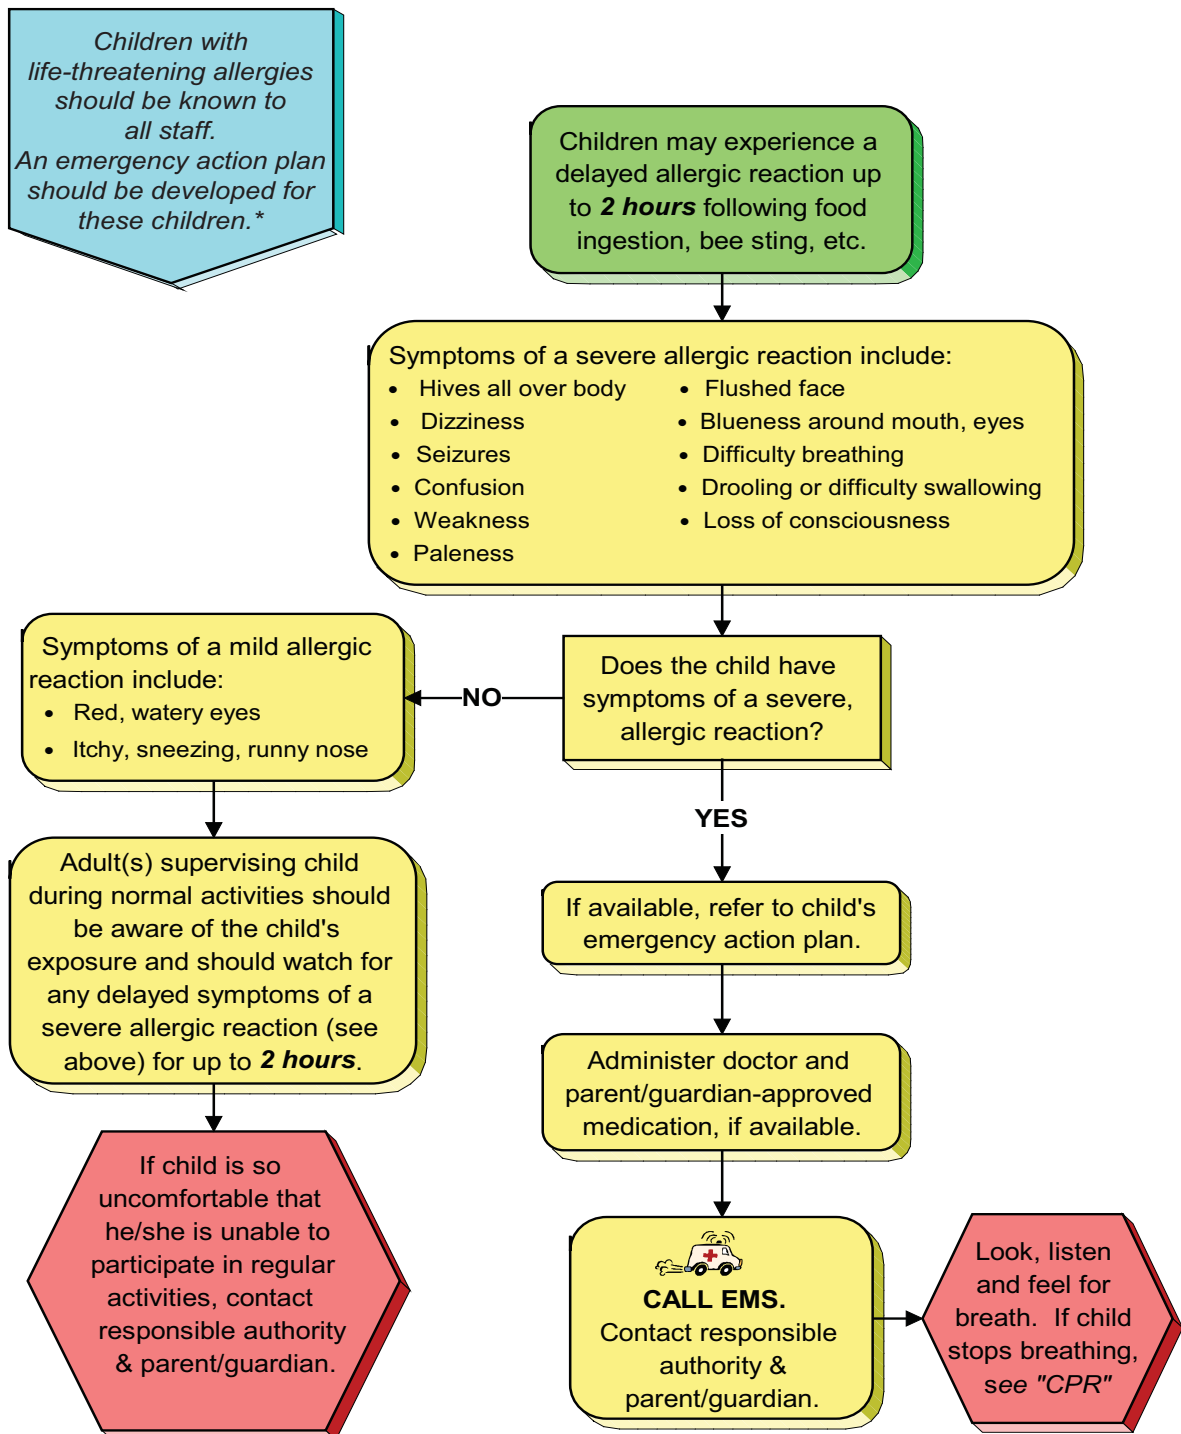 Children with
life-threatening allergies
should be known to
all staff.
An emergency action plan
should be developed for
these children.*
Children may experience a
delayed allergic reaction up
to 2 hours following food
ingestion, bee sting, etc.
Symptoms of a severe allergic reaction include:
• Hives all over body
• Dizziness
• Seizures
• Confusion
• Weakness
• Paleness
• Flushed face
• Blueness around mouth, eyes
• Difficulty breathing
• Drooling or difficulty swallowing
• Loss of consciousness
Does the child have
symptoms of a severe,
allergic reaction?
NO
Symptoms of a mild allergic
reaction include:
• Red, watery eyes
• Itchy, sneezing, runny nose
Adult(s) supervising child
during normal activities should
be aware of the child's
exposure and should watch for
any delayed symptoms of a
severe allergic reaction (see
above) for up to 2 hours.
If child is so
uncomfortable that
he/she is unable to
participate in regular
activities, contact
responsible authority
& parent/guardian.
YES
If available, refer to child's
emergency action plan.
Administer doctor and
parent/guardian-approved
medication, if available.
CALL EMS.
Contact responsible
authority &
parent/guardian.
Look, listen
and feel for
breath. If child
stops breathing,
see "CPR"